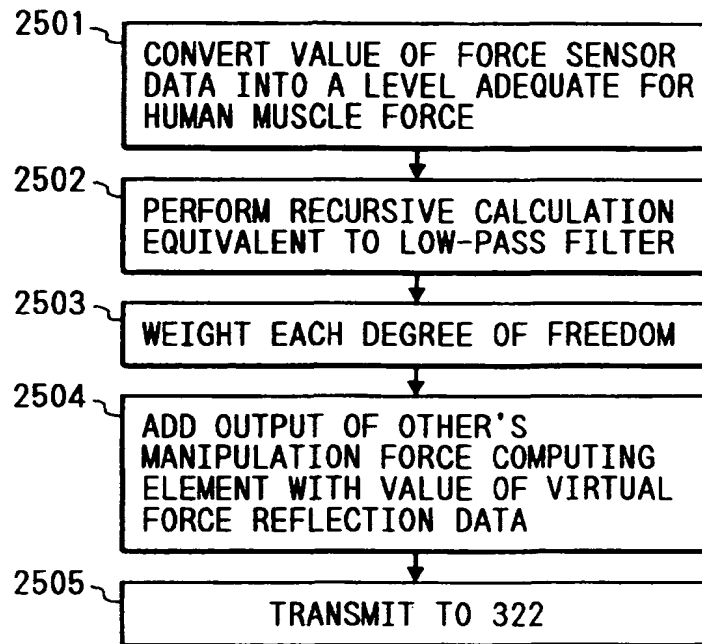 2501
CONVERT VALUE OF FORCE SENSOR
DATA INTO A LEVEL ADEQUATE FOR
HUMAN MUSCLE FORCE
2502
PERFORM RECURSIVE CALCULATION
EQUIVALENT TO LOW-PASS FILTER
2503
WEIGHT EACH DEGREE OF FREEDOM
2504
ADD OUTPUT OF OTHER'S
MANIPULATION FORCE COMPUTING
ELEMENT WITH VALUE OF VIRTUAL
FORCE REFLECTION DATA
2505
TRANSMIT TO 322